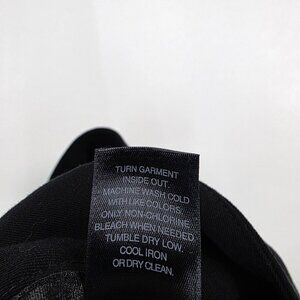 TURN GARMENT
INSIDE OUT.
MACHINE WASH COLD
WITH LIKE COLORS
ONLY NON-CHLORINE
BLEACH WHEN NEEDED
TUMBLE DRY LOW.
COOL IRON
OR DRY CLEAN.